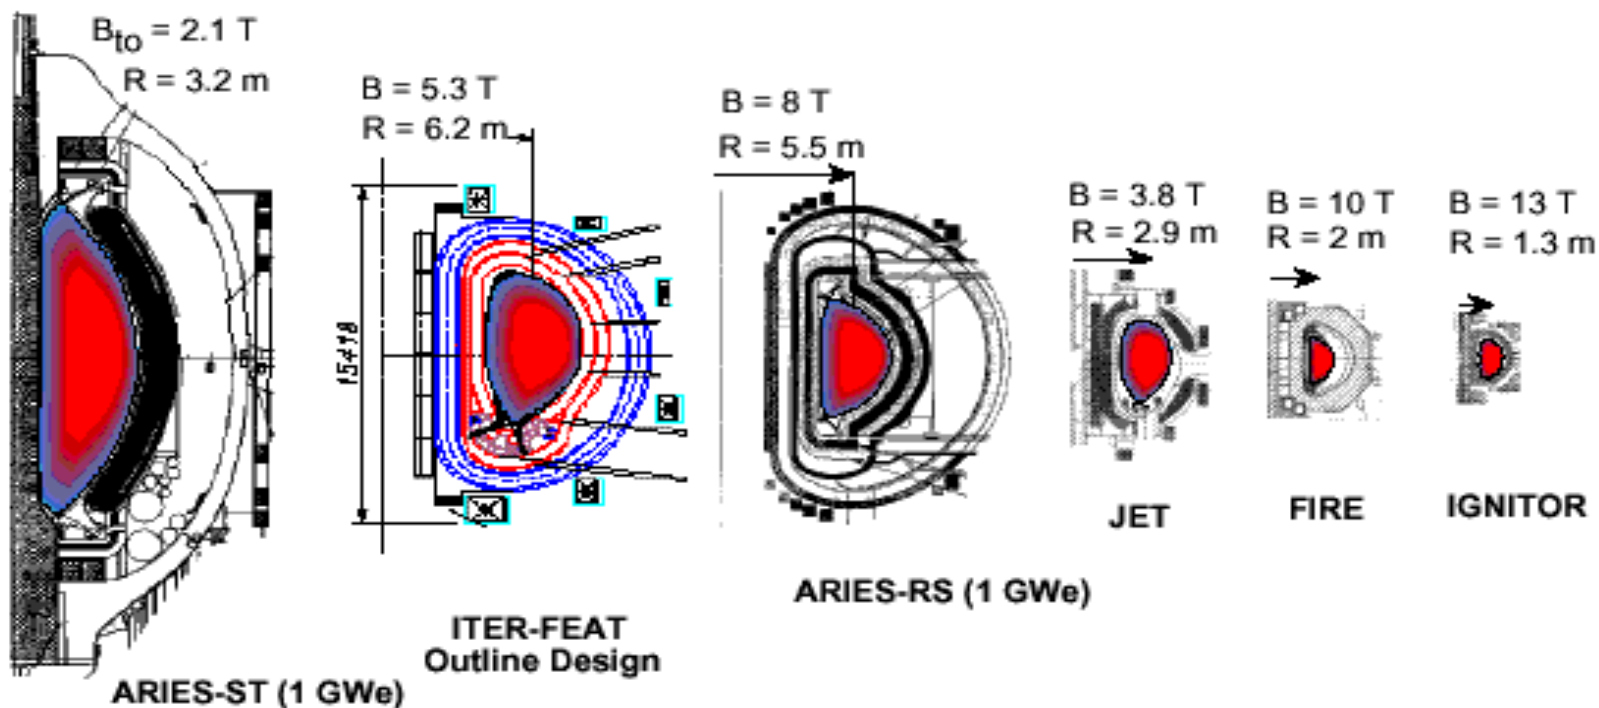 B_to = 2.1 T
R = 3.2 m
B = 5.3 T
R = 6.2 m
B = 8 T
R = 5.5 m
B = 3.8 T
R = 2.9 m
B = 10 T
R = 2 m
B = 13 T
R = 1.3 m
15418
JET
FIRE
IGNITOR
ARIES-RS (1 GWe)
ITER-FEAT
Outline Design
ARIES-ST (1 GWe)